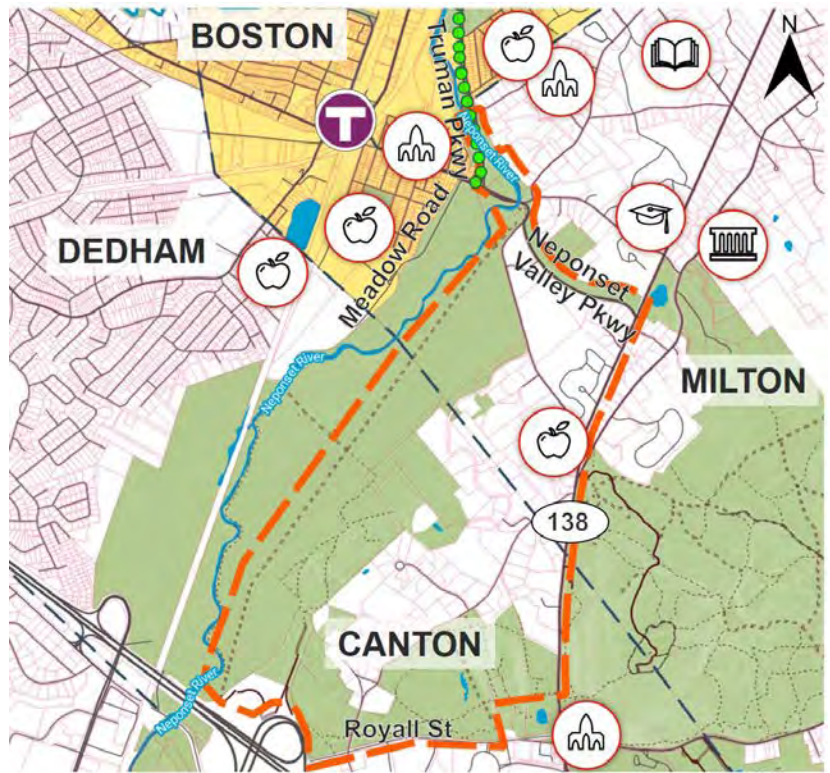 BOSTON
N
Truman Pkwy
T
Neponset River
DEDHAM
Meadow Road
Neponset
Valley Pkwy
Neponset River
MILTON
138
CANTON
Neponset River
Royall St